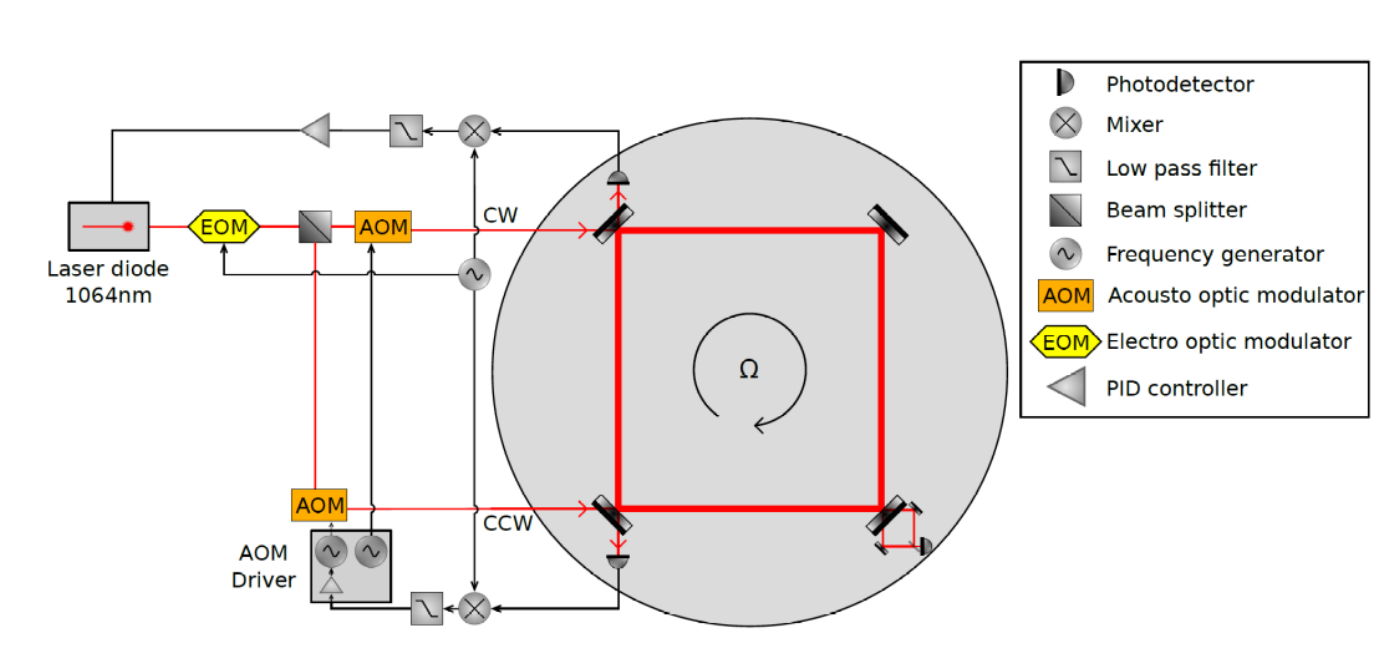 CW
EOM
AOM
Laser diode
1064nm
Ω
AOM
CCW
AOM
Driver
Photodetector
Mixer
Low pass filter
Beam splitter
Frequency generator
AOM Acousto optic modulator
EOM Electro optic modulator
PID controller